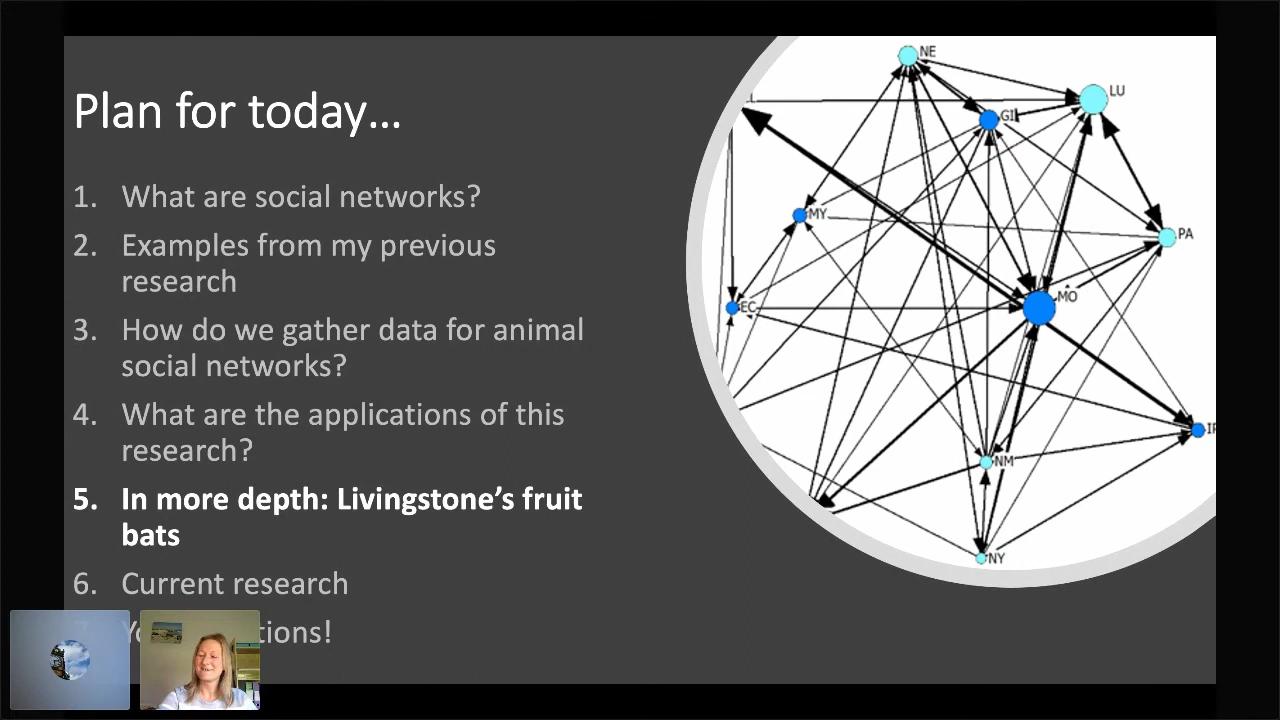 Plan for today...
1. What are social networks?
2. Examples from my previous
research
3. How do we gather data for animal
social networks?
4. What are the applications of this
research?
5. In more depth: Livingstone's fruit
bats
6. Current research
NE
LU
GI
MY
PA
MO
EC
NM
NY